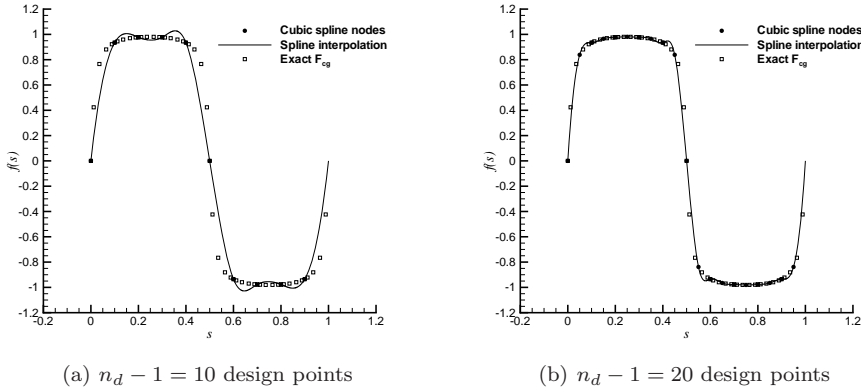 1.2
1
0.8
0.6
0.4
0.2
0
-0.2
-0.4
-0.6
-0.8
-1
-1.2
f(s)
-0.2 0 0.2 0.4 0.6 0.8 1 1.2
s
Cubic spline nodes
Spline interpolation
Exact Fcg
(a) nd − 1 = 10 design points
1.2
1
0.8
0.6
0.4
0.2
0
-0.2
-0.4
-0.6
-0.8
-1
-1.2
f(s)
-0.2 0 0.2 0.4 0.6 0.8 1 1.2
s
Cubic spline nodes
Spline interpolation
Exact Fcg
(b) nd − 1 = 20 design points